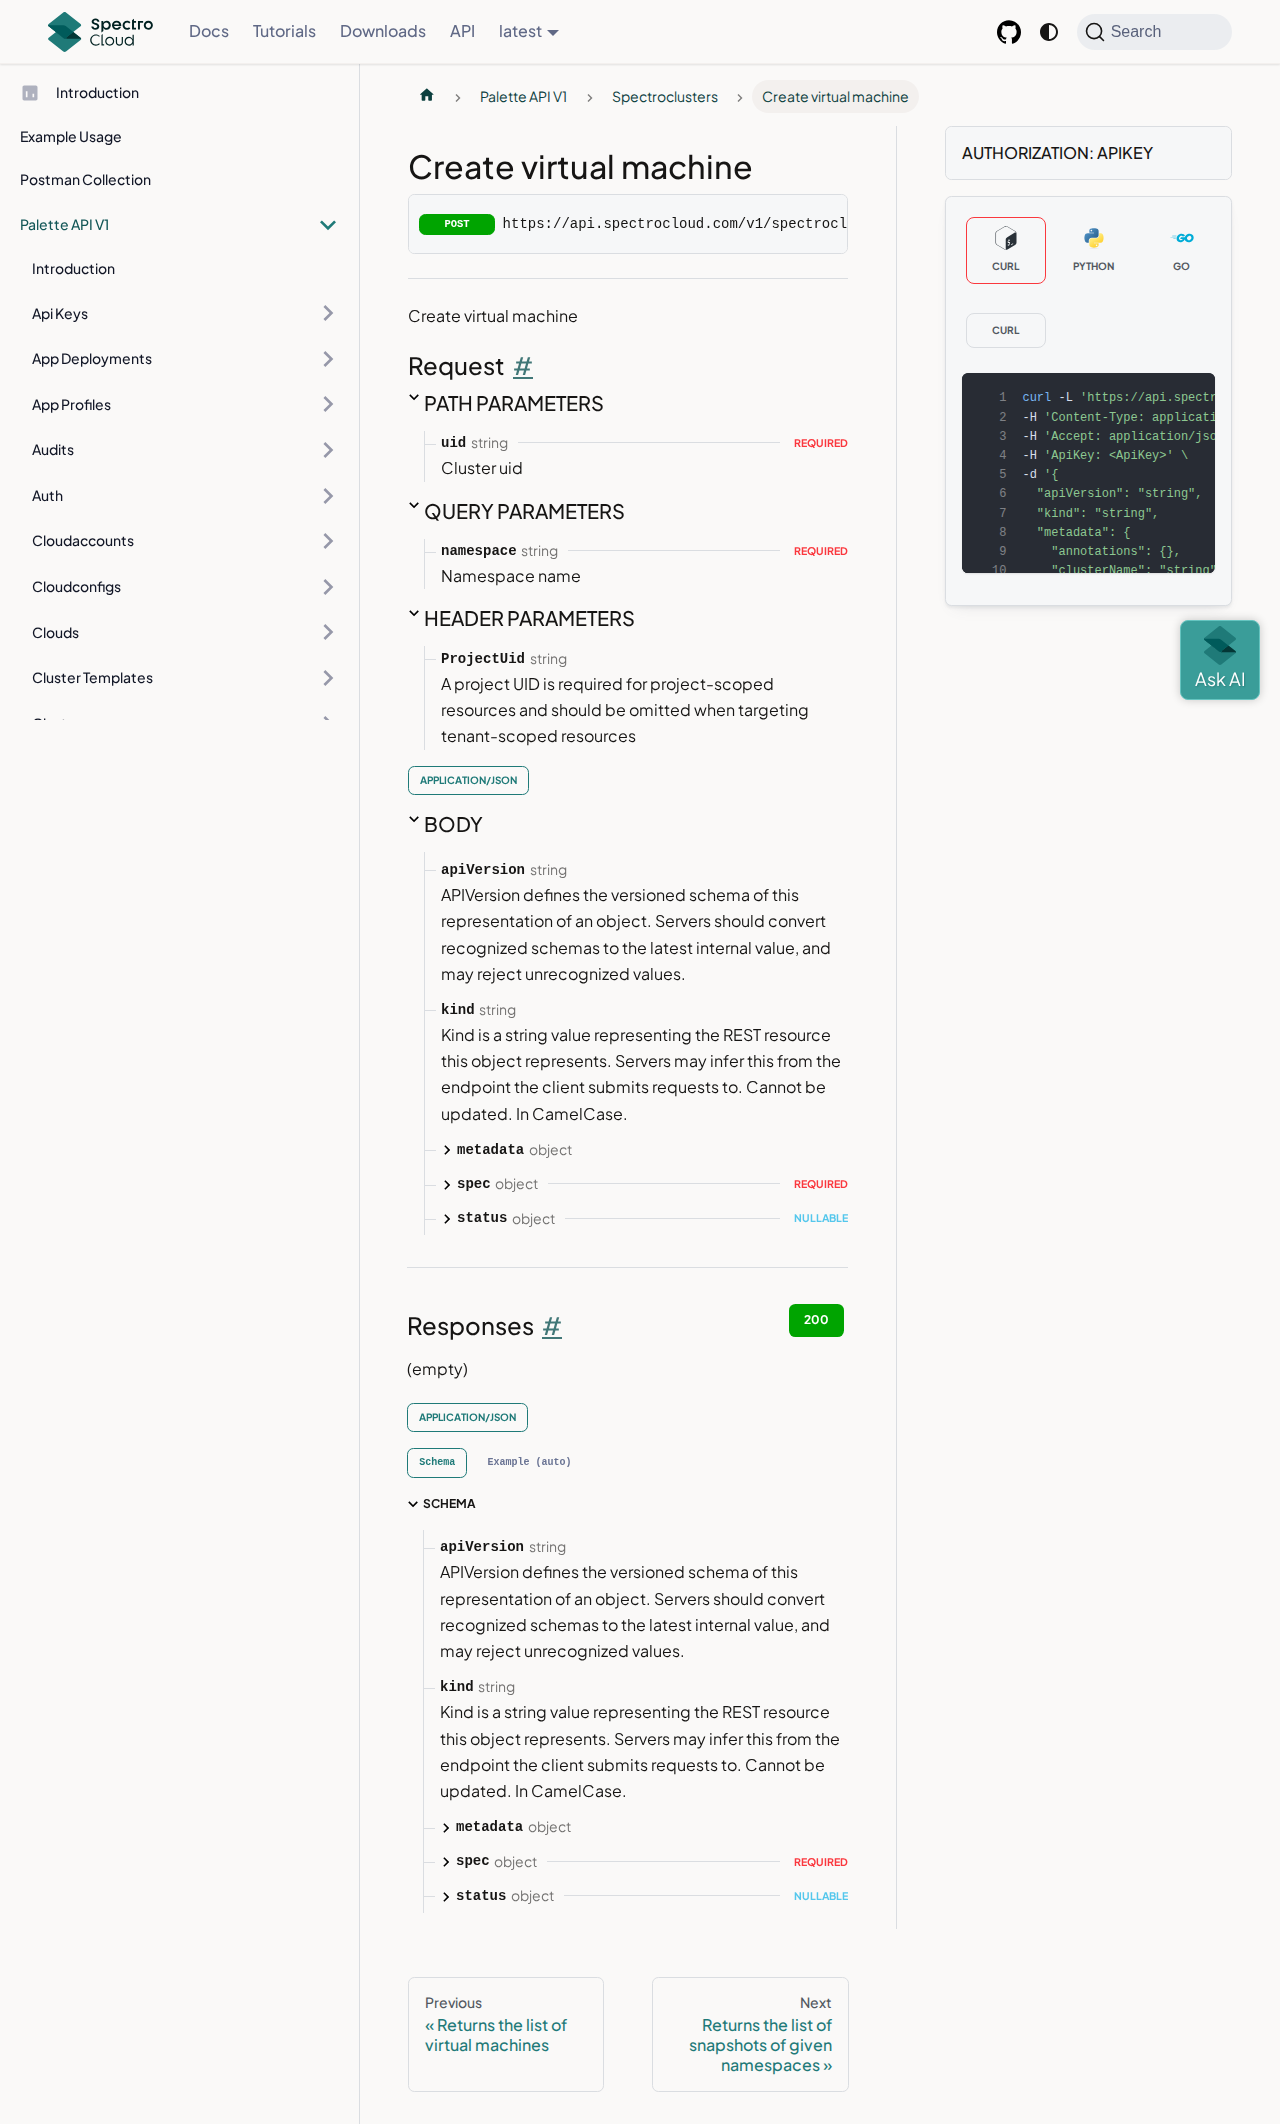 Spectro Cloud
Docs
Tutorials
Downloads
API
latest
Search
Introduction
Example Usage
Postman Collection
Palette API V1
Introduction
Api Keys
App Deployments
App Profiles
Audits
Auth
Cloudaccounts
Cloudconfigs
Clouds
Cluster Templates
Palette API V1
Spectroclusters
Create virtual machine
Create virtual machine
POST https://api.spectrocloud.com/v1/spectrocl
Create virtual machine
Request #
PATH PARAMETERS
uid string REQUIRED
Cluster uid
QUERY PARAMETERS
namespace string REQUIRED
Namespace name
HEADER PARAMETERS
ProjectUid string
A project UID is required for project-scoped
resources and should be omitted when targeting
tenant-scoped resources
APPLICATION/JSON
BODY
apiVersion string
APIVersion defines the versioned schema of this
representation of an object. Servers should convert
recognized schemas to the latest internal value, and
may reject unrecognized values.
kind string
Kind is a string value representing the REST resource
this object represents. Servers may infer this from the
endpoint the client submits requests to. Cannot be
updated. In CamelCase.
metadata object
spec object REQUIRED
status object NULLABLE
Responses # 200
(empty)
APPLICATION/JSON
Schema Example (auto)
SCHEMA
apiVersion string
APIVersion defines the versioned schema of this
representation of an object. Servers should convert
recognized schemas to the latest internal value, and
may reject unrecognized values.
kind string
Kind is a string value representing the REST resource
this object represents. Servers may infer this from the
endpoint the client submits requests to. Cannot be
updated. In CamelCase.
metadata object
spec object REQUIRED
status object NULLABLE
Previous
« Returns the list of
virtual machines
Next
Returns the list of
snapshots of given
namespaces »
AUTHORIZATION: APIKEY
CURL PYTHON GO
CURL
1 curl -L 'https://api.spectr
2 -H 'Content-Type: applicati
3 -H 'Accept: application/jso
4 -H 'ApiKey: <ApiKey>' \
5 -d '{
6 "apiVersion": "string",
7 "kind": "string",
8 "metadata": {
9 "annotations": {},
10 "clusterName": "string"
Ask AI